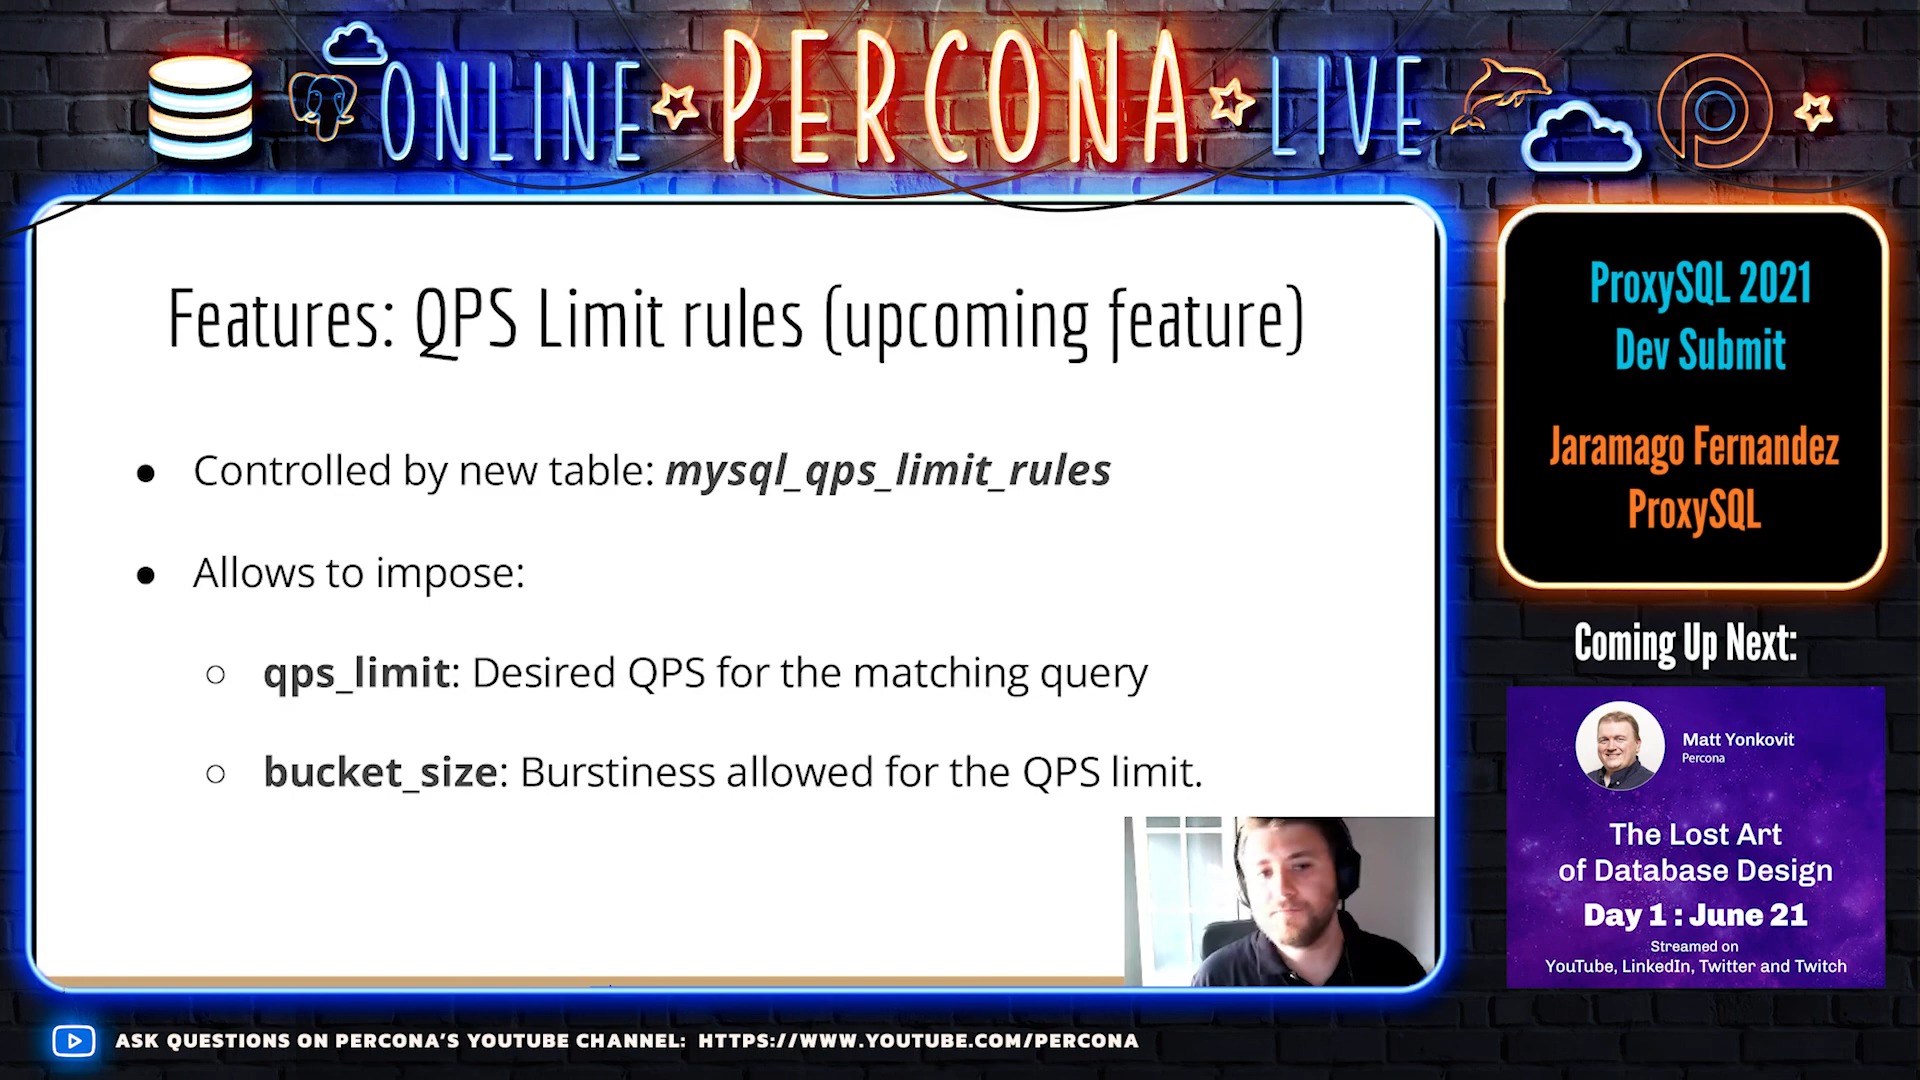 ONLINE PERCONA LIVE
Features: QPS Limit rules (upcoming feature)
● Controlled by new table: mysql_qps_limit_rules
● Allows to impose:
○ qps_limit: Desired QPS for the matching query
○ bucket_size: Burstiness allowed for the QPS limit.
ProxySQL 2021
Dev Submit
Jaramago Fernandez
ProxySQL
Coming Up Next:
Matt Yonkovit
Percona
The Lost Art
of Database Design
Day 1 : June 21
Streamed on
YouTube, LinkedIn, Twitter and Twitch
ASK QUESTIONS ON PERCONA'S YOUTUBE CHANNEL: HTTPS://WWW.YOUTUBE.COM/PERCONA